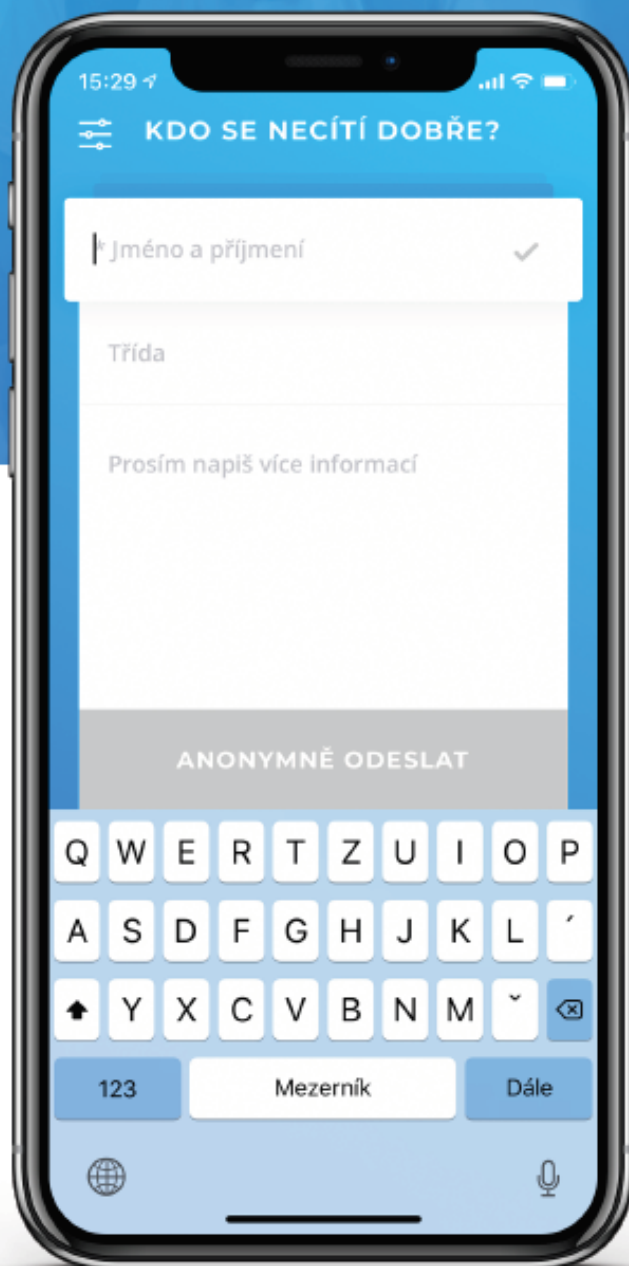 15:29
KDO SE NECÍTÍ DOBŘE?
* Jméno a příjmení
Třída
Prosím napiš více informací
ANONYMNĚ ODESLAT
Q W E R T Z U I O P
A S D F G H J K L ´
Y X C V B N M ˇ
123 Mezerník Dále